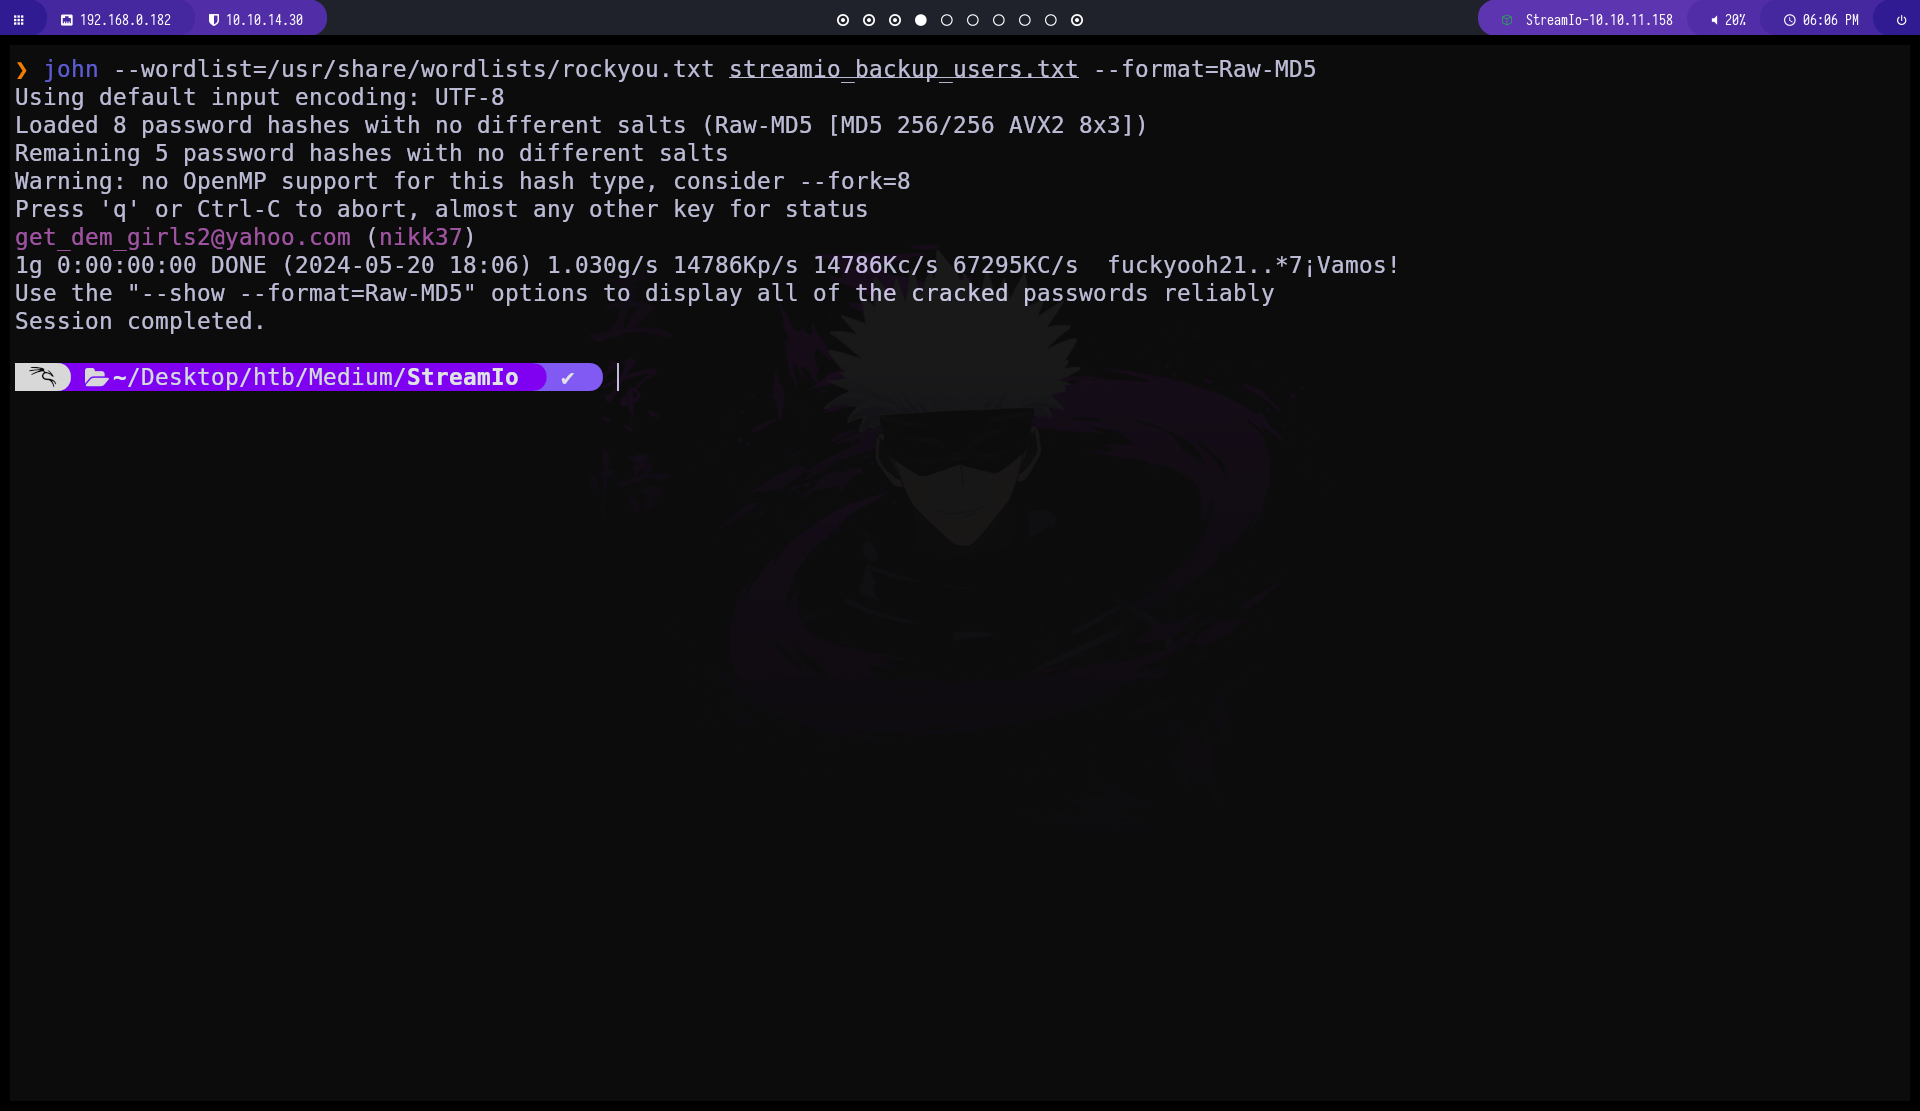 192.168.0.182 10.10.14.30 StreamIo-10.10.11.158 20% 06:06 PM
❯ john --wordlist=/usr/share/wordlists/rockyou.txt streamio_backup_users.txt --format=Raw-MD5
Using default input encoding: UTF-8
Loaded 8 password hashes with no different salts (Raw-MD5 [MD5 256/256 AVX2 8x3])
Remaining 5 password hashes with no different salts
Warning: no OpenMP support for this hash type, consider --fork=8
Press 'q' or Ctrl-C to abort, almost any other key for status
get_dem_girls2@yahoo.com (nikk37)
1g 0:00:00:00 DONE (2024-05-20 18:06) 1.030g/s 14786Kp/s 14786Kc/s 67295KC/s  fuckyooh21..*7¡Vamos!
Use the "--show --format=Raw-MD5" options to display all of the cracked passwords reliably
Session completed.
~/Desktop/htb/Medium/StreamIo ✔